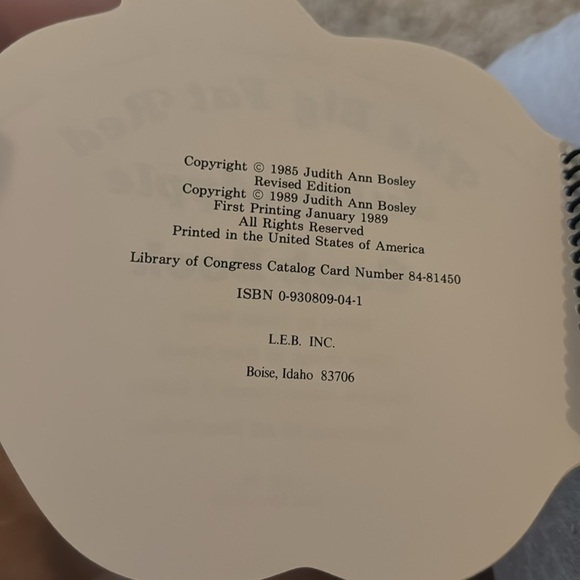 Copyright © 1985 Judith Ann Bosley
Revised Edition
Copyright © 1989 Judith Ann Bosley
First Printing January 1989
All Rights Reserved
Printed in the United States of America
Library of Congress Catalog Card Number 84-81450
ISBN 0-930809-04-1
L.E.B. INC.
Boise, Idaho 83706